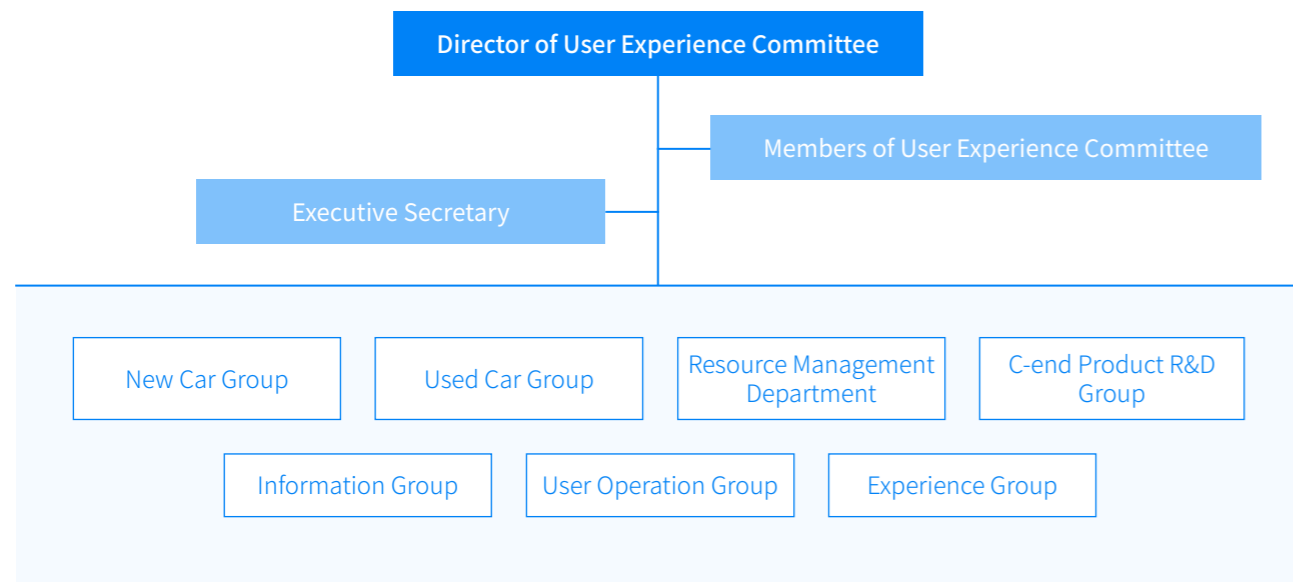 Director of User Experience Committee
Members of User Experience Committee
Executive Secretary
New Car Group
Used Car Group
Resource Management
Department
C-end Product R&D
Group
Information Group
User Operation Group
Experience Group